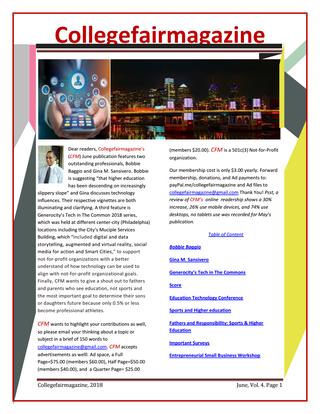 Collegefairmagazine
Dear readers, Collegefairmagazine's
(CFM) June publication features two
outstanding professionals, Bobbie
Baggio and Gina M. Sansivero. Bobbie
is suggesting "that higher education
has been descending on increasingly
slippery slope" and Gina discusses technology
influences. Their respective vignettes are both
illuminating and clarifying. A third feature is
Generocity's Tech in The Commons 2018 series,
which was held at different center-city (Philadelphia)
locations including the City's Municiple Services
Building, which "included digital and data
storytelling, augmented and virtual reality, social
media for action and Smart Cities," to support
not-for-profit organizations with a better
understand of how technology can be used to
align with not-for-profit organizational goals.
Finally, CFM wants to give a shout out to fathers
and parents who see education, not sports and
the most important goal to determine their sons
or daughters future because only 0.5% or less
become professional athletes.
CFM wants to highlight your contributions as well,
so please email your thinking about a topic or
subject in a brief 150 words to
collegefairmagazine@gmail.com. CFM accepts
advertisements as well. Ad space, a Full
Page=$75.00 (members $60.00), Half Page=$50.00
(members $40.00), and a Quarter Page= $25.00
(members $20.00). CFM is a 501c(3) Not-for-Profit
organization.
Our membership cost is only $3.00 yearly. Forward
membership, donations, and Ad payments to:
payPal.me/collegefairmagazine and Ad files to
collegefairmagazine@gmail.com Thank You! Post, a
review of CFM's online readership shows a 30%
increase, 26% use mobile devices, and 74% use
desktops, no tablets use was recorded for May's
publication.
Table of Content
Bobbie Baggio
Gina M. Sansivero
Generocity's Tech in The Commons
Score
Education Technology Conference
Sports and Higher education
Fathers and Responsibility: Sports & Higher
Education
Important Surveys
Entrepreneurial Small Business Workshop
Collegefairmagazine, 2018
June, Vol. 4. Page 1